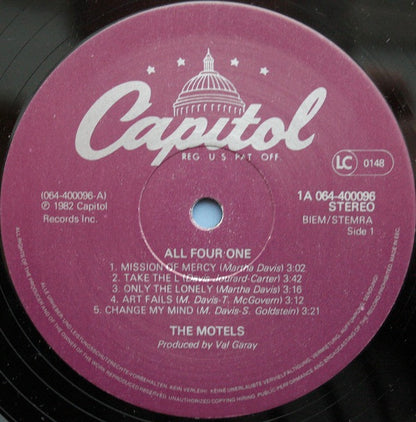 Capitol
REG. U.S. PAT. OFF.
LC 0148
(064-400096-A)
℗ 1982 Capitol
Records Inc.
1A 064-400096
STEREO
BIEM/STEMRA
Side 1
ALL FOUR ONE
1. MISSION OF MERCY (Martha Davis) 3:02
2. TAKE THE L (Davis-Jourard-Carter) 3:42
3. ONLY THE LONELY (Martha Davis) 3:16
4. ART FAILS (M. Davis-T. McGovern) 3:12
5. CHANGE MY MIND (M. Davis-S. Goldstein) 3:21
THE MOTELS
Produced by Val Garay